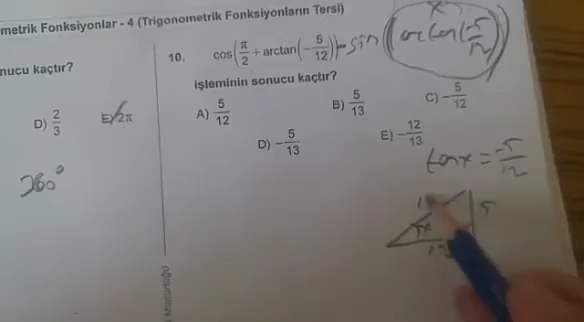 metrik Fonksiyonlar - 4 (Trigonometrik Fonksiyonların Tersi)
nucu kaçtır?
D) 2/3
E) 2π
360°
10. cos(π/2 + arctan(-5/12)) = -sin(arctan(-5/12))
x
işleminin sonucu kaçtır?
A) 5/12
B) 5/13
C) -5/12
D) -5/13
E) -12/13
tanx = -5/12
x
5